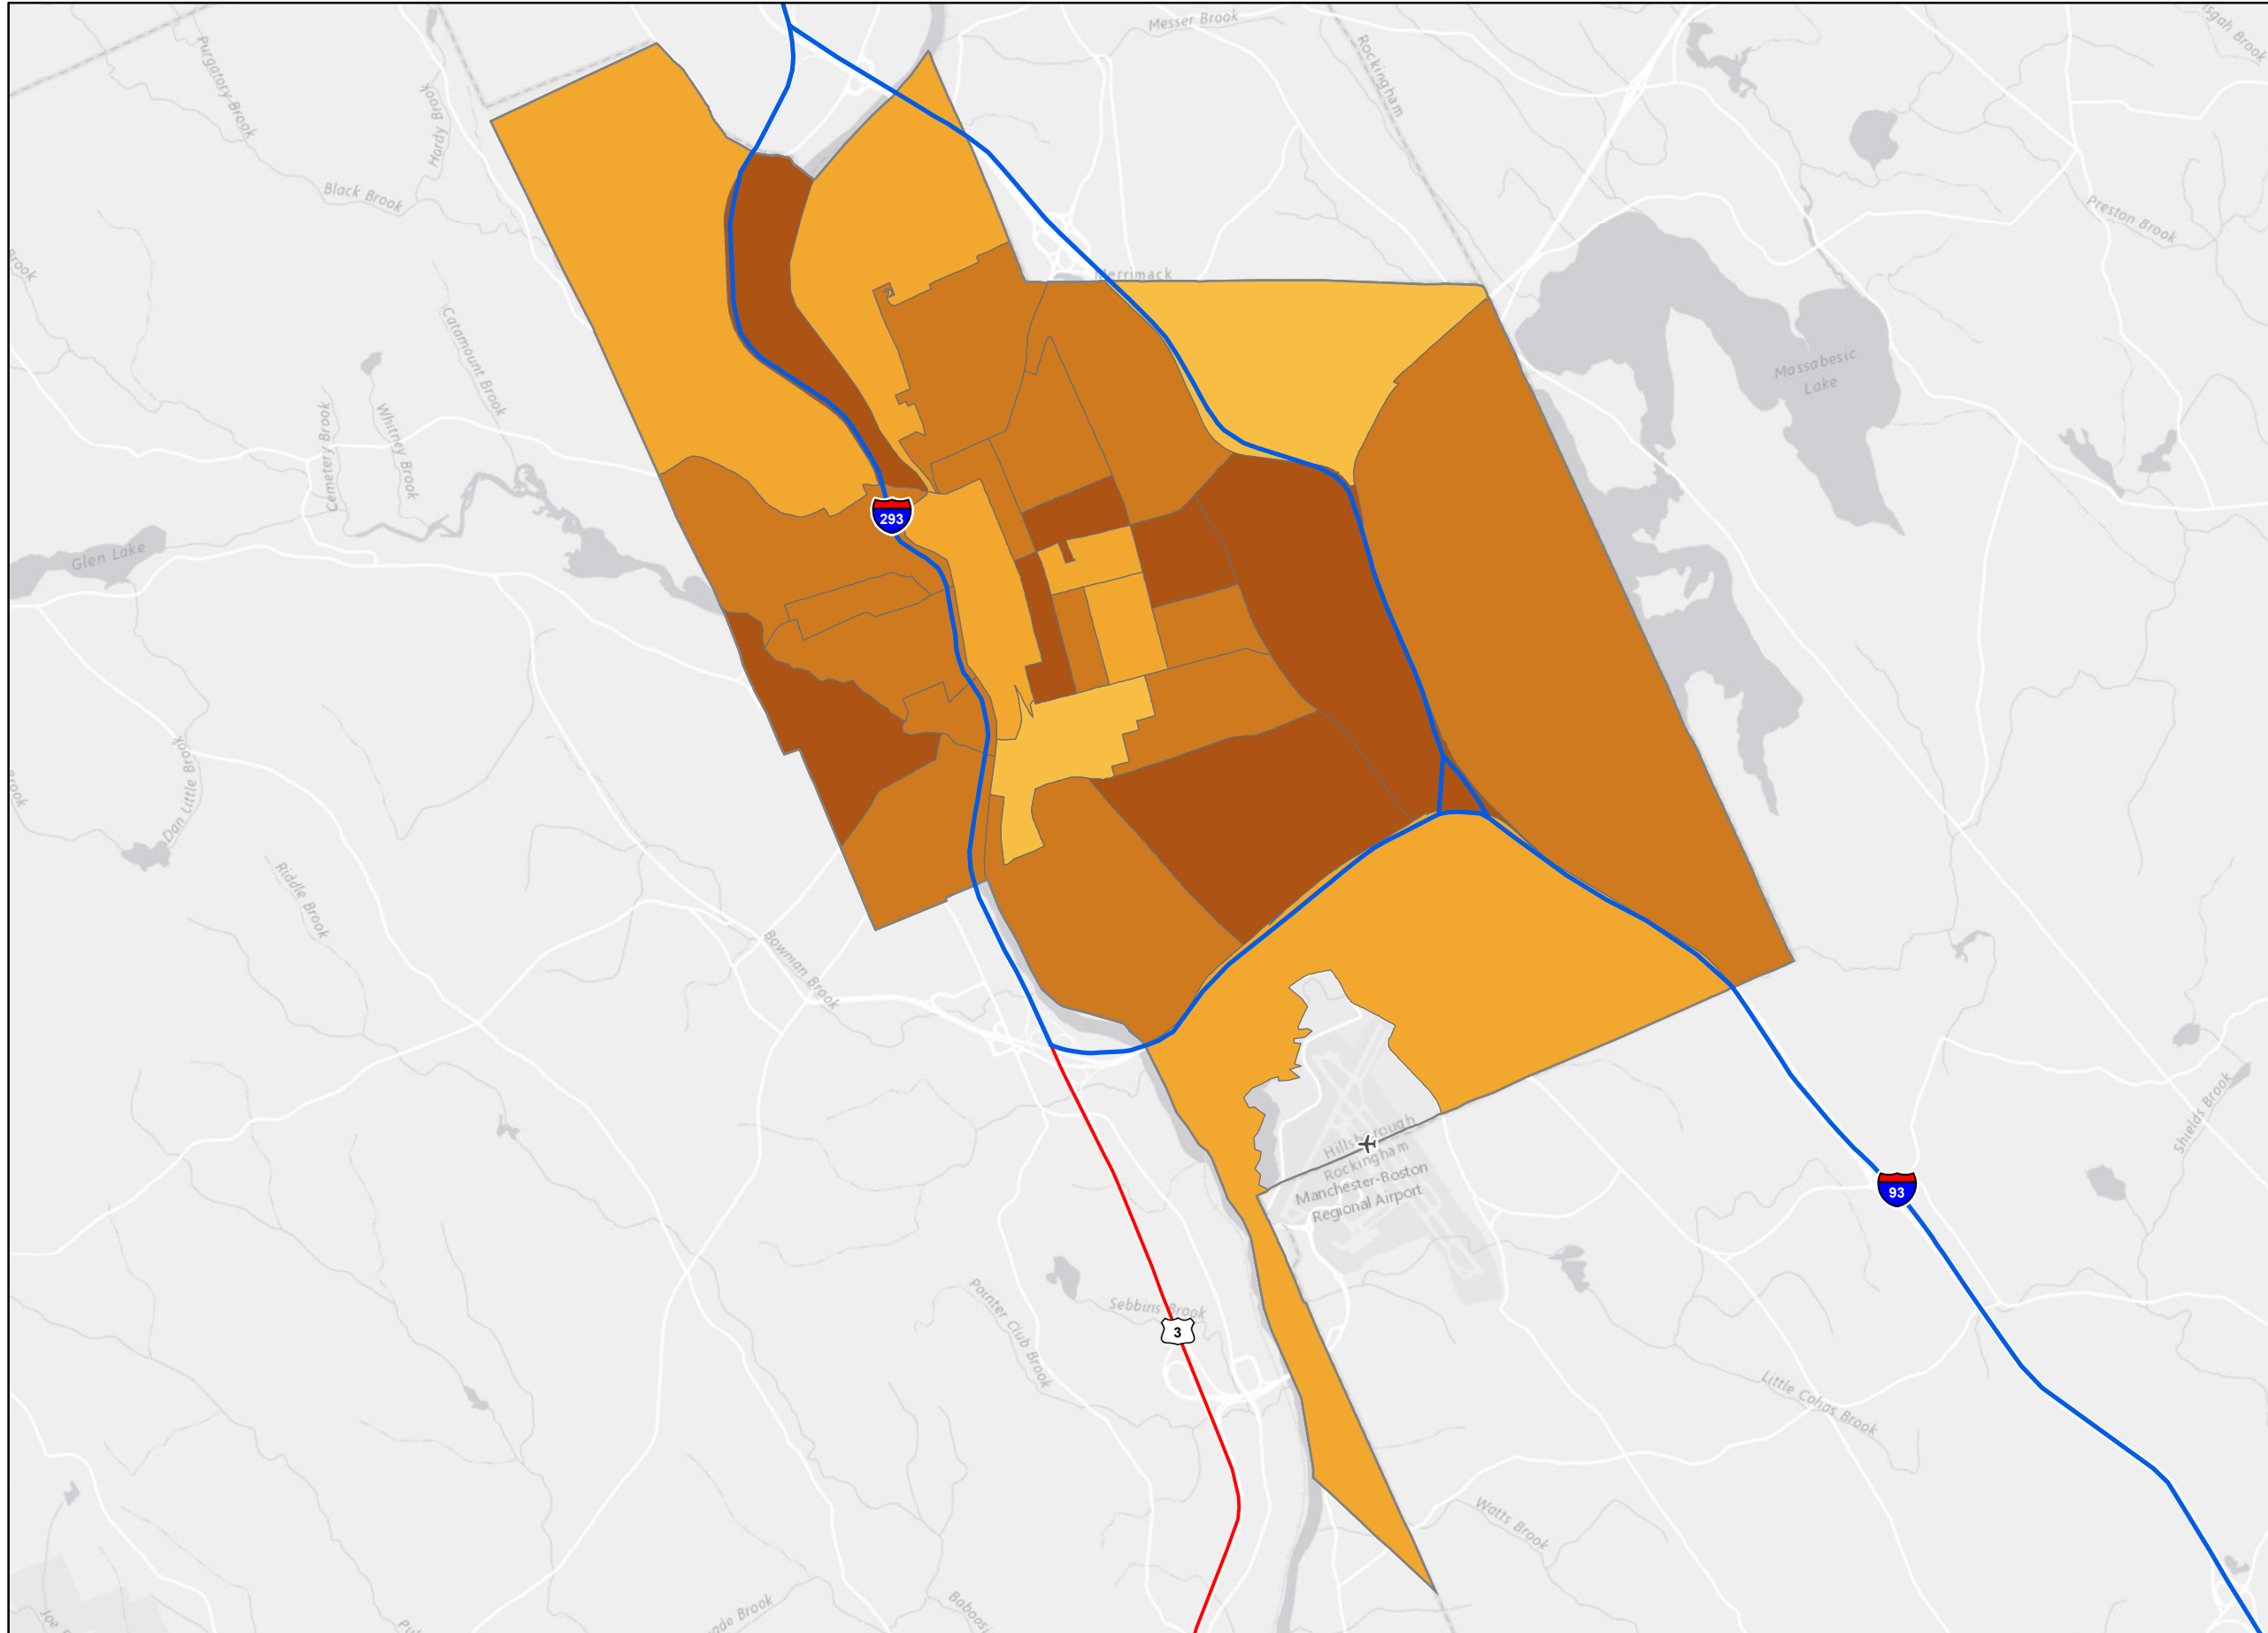 Messer Brook
Rockingham
Purgatory Brook
Hardy Brook
Black Brook
Brook
Preston Brook
Merrimack
Catamount Brook
Massabesic
Lake
Cemetery Brook
Whitney Brook
293
Glen Lake
Dan Little Brook
Riddle Brook
Bowman Brook
Hillsborough
Rockingham
Manchester-Boston
Regional Airport
Shields Brook
93
Pointer Club Brook
Sebbins Brook
3
Little Cohas Brook
Watts Brook